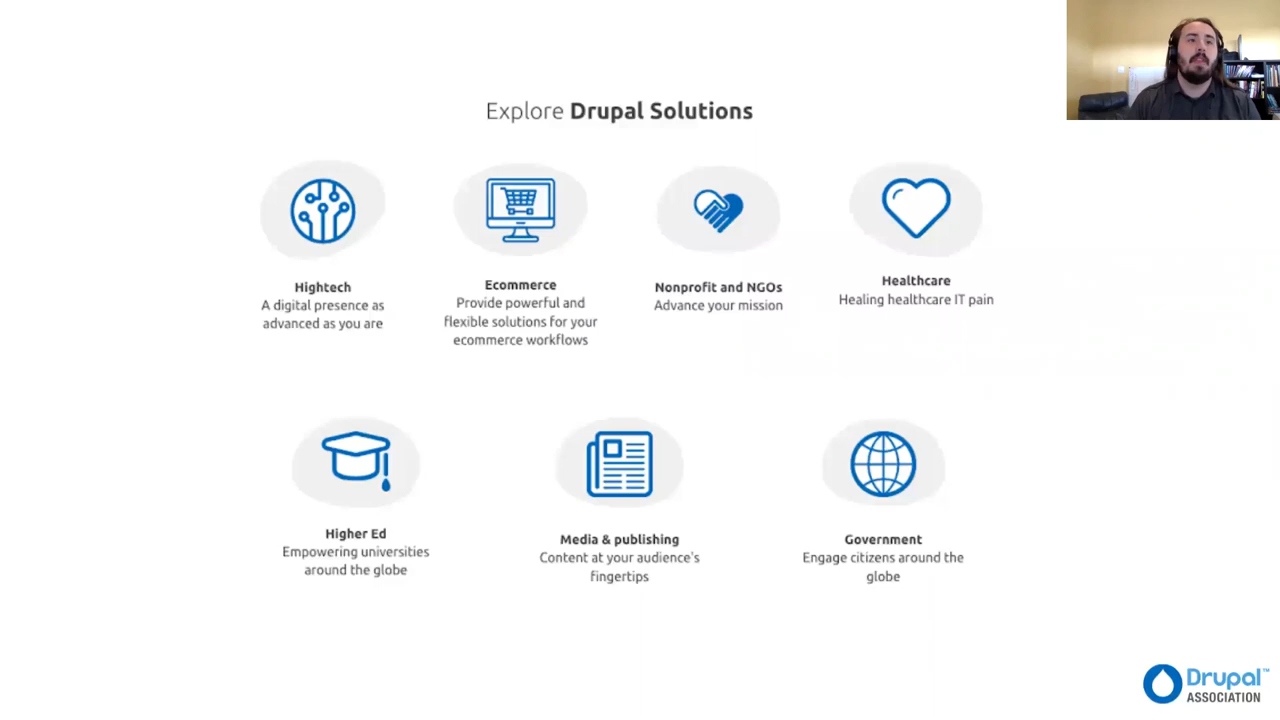 Explore Drupal Solutions
Hightech
A digital presence as
advanced as you are
Ecommerce
Provide powerful and
flexible solutions for your
ecommerce workflows
Nonprofit and NGOs
Advance your mission
Healthcare
Healing healthcare IT pain
Higher Ed
Empowering universities
around the globe
Media & publishing
Content at your audience's
fingertips
Government
Engage citizens around the
globe
Drupal™
ASSOCIATION